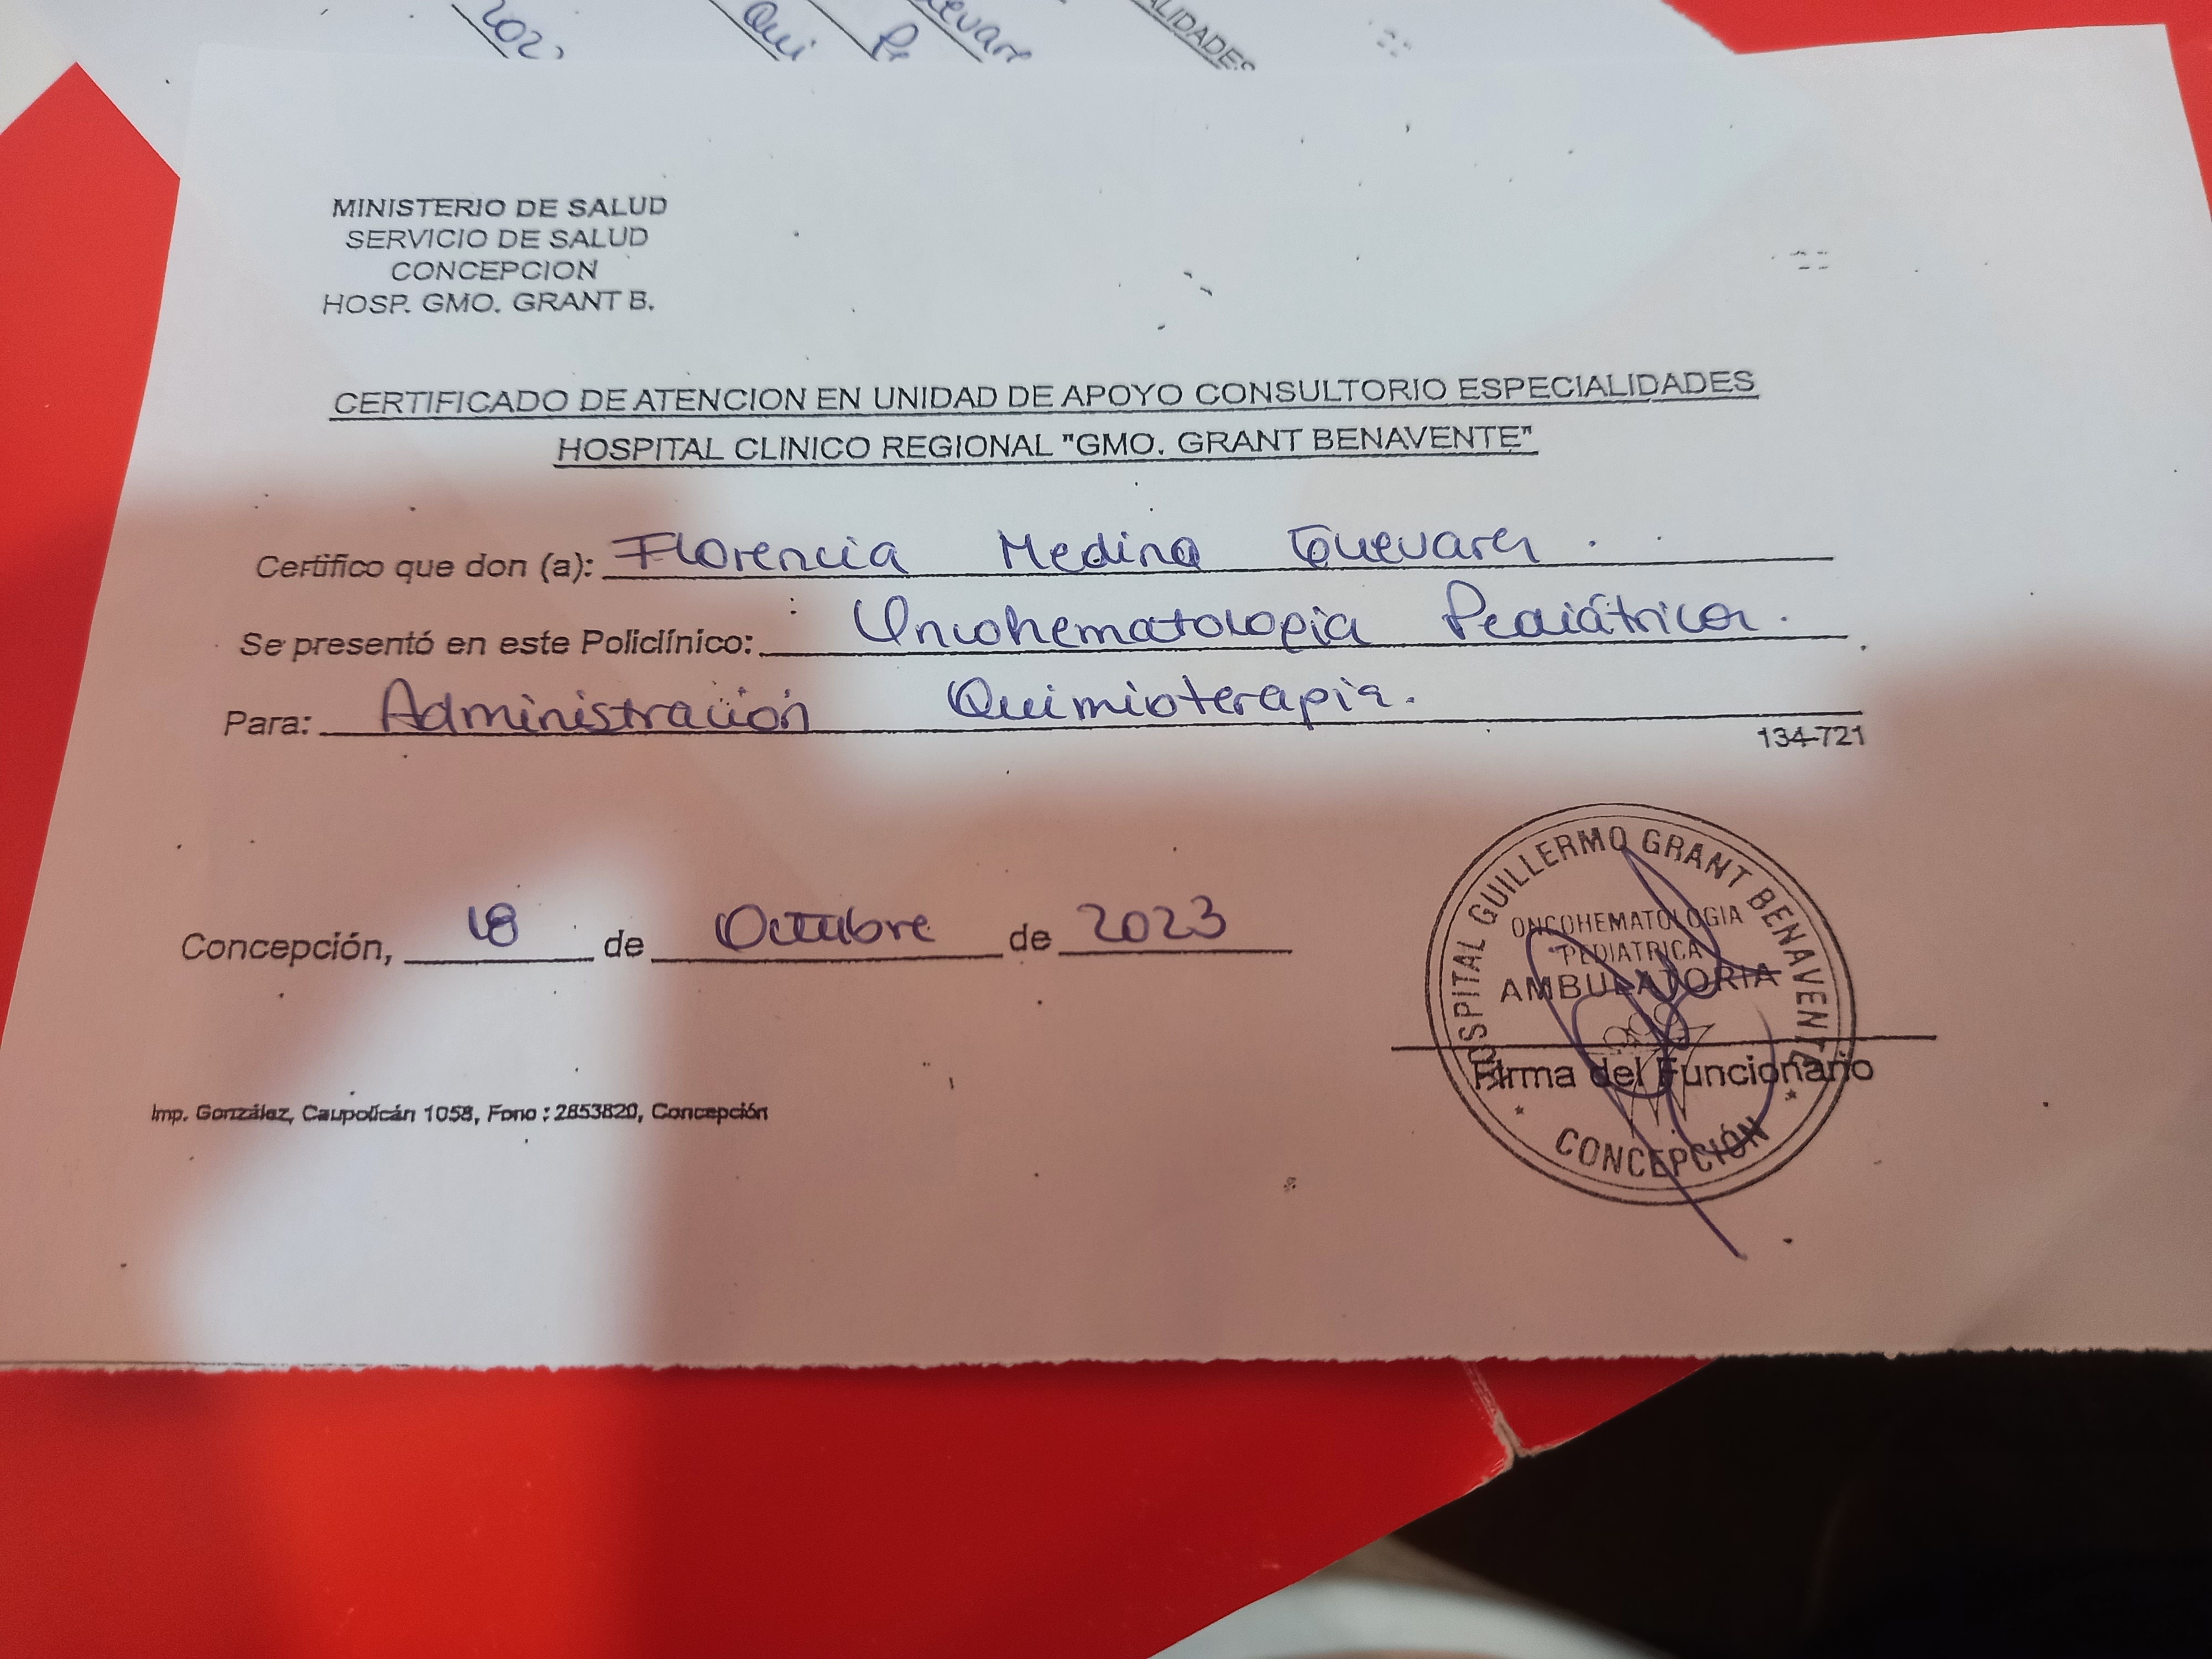 ALIDADES
MINISTERIO DE SALUD
SERVICIO DE SALUD
CONCEPCION
HOSP. GMO. GRANT B.
CERTIFICADO DE ATENCION EN UNIDAD DE APOYO CONSULTORIO ESPECIALIDADES
HOSPITAL CLINICO REGIONAL "GMO. GRANT BENAVENTE"
Certifico que don (a): Florencia Medina Guevara.
Se presentó en este Policlínico: Oncohematologia Pediátrica.
Para: Administración Quimioterapia.
134-721
Concepción, 18 de Octubre de 2023
HOSPITAL GUILLERMO GRANT BENAVENTE
ONCOHEMATOLOGIA
PEDIATRICA
AMBULATORIA
Firma del Funcionario
CONCEPCIÓN
Imp. González, Caupolicán 1058, Fono : 2853820, Concepción